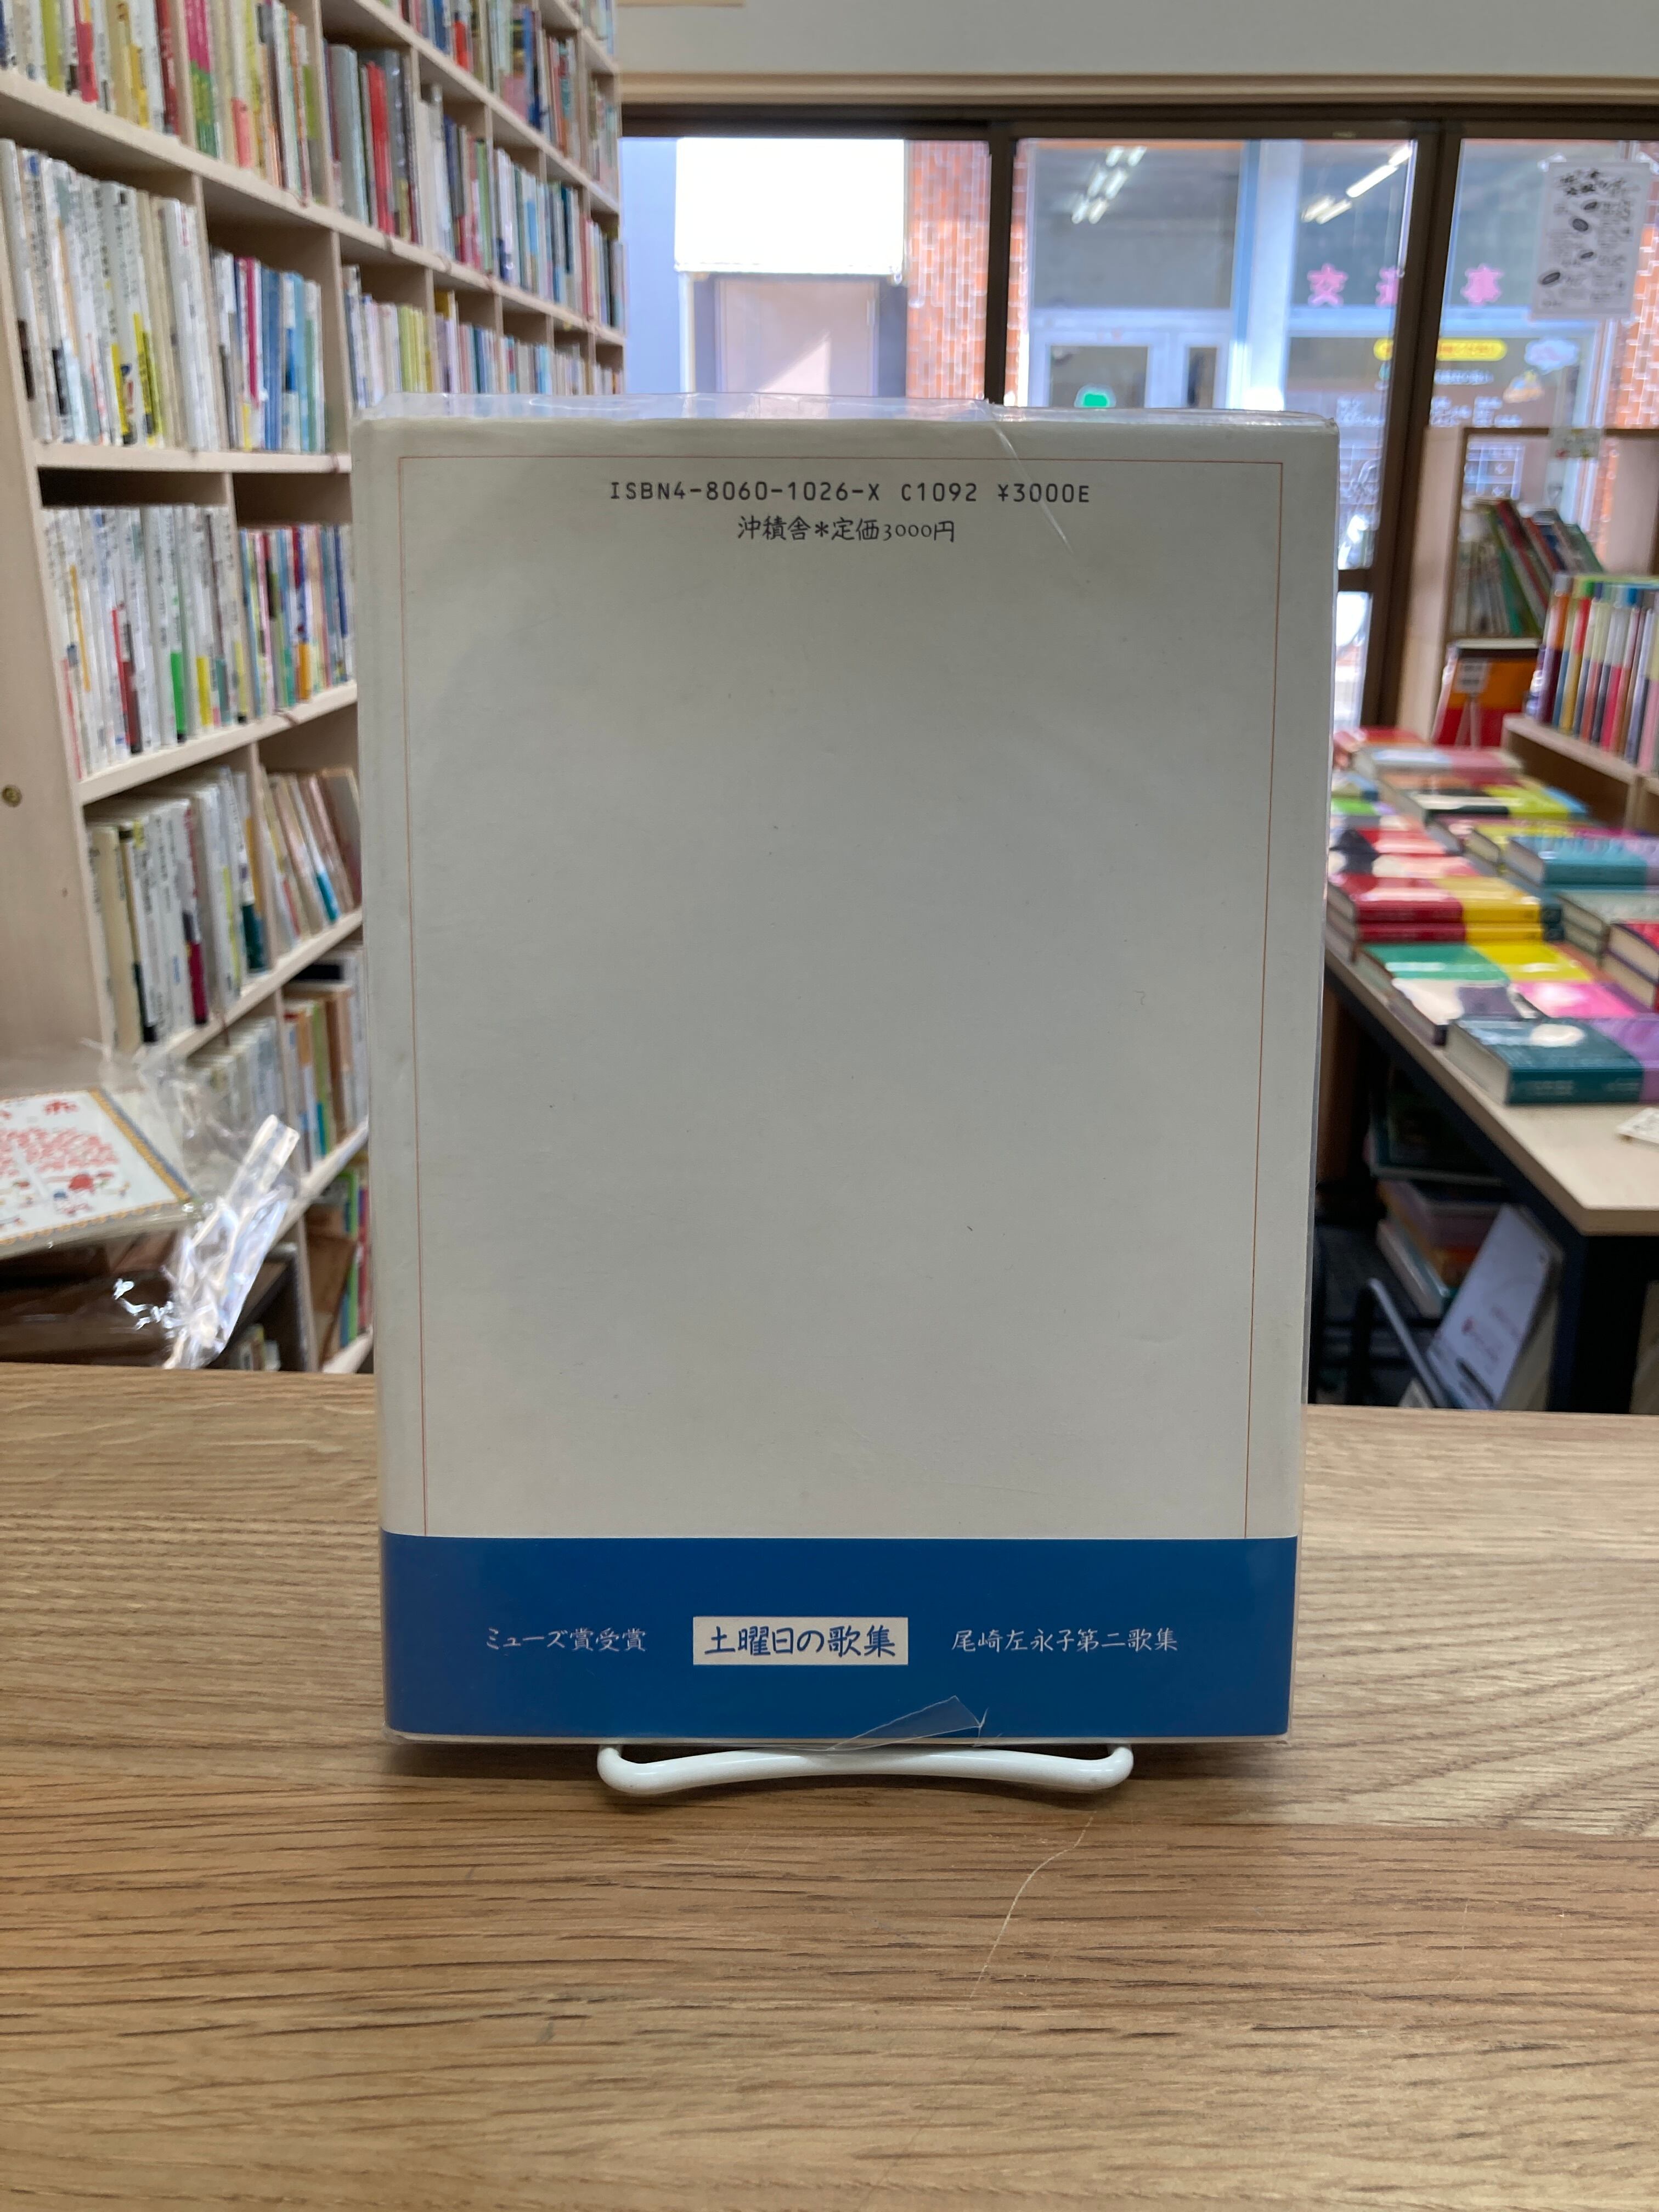 ISBN4-8060-1026-X C1092 ¥3000E
沖積舎＊定価3000円
ミューズ賞受賞 土曜日の歌集 尾崎左永子第二歌集